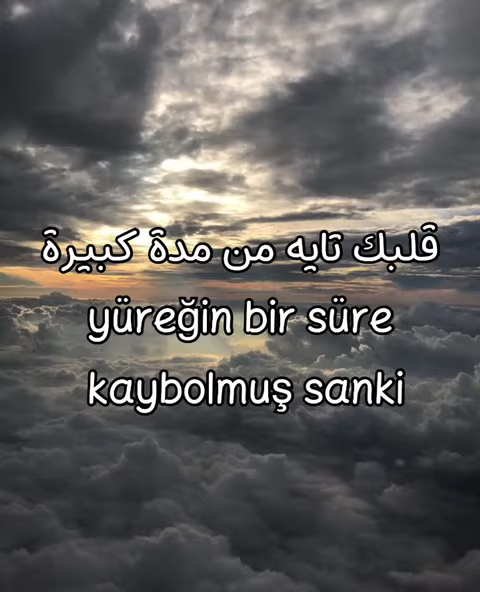 قلبك تايه من مدة كبيرة
yüreğin bir süre
kaybolmuş sanki